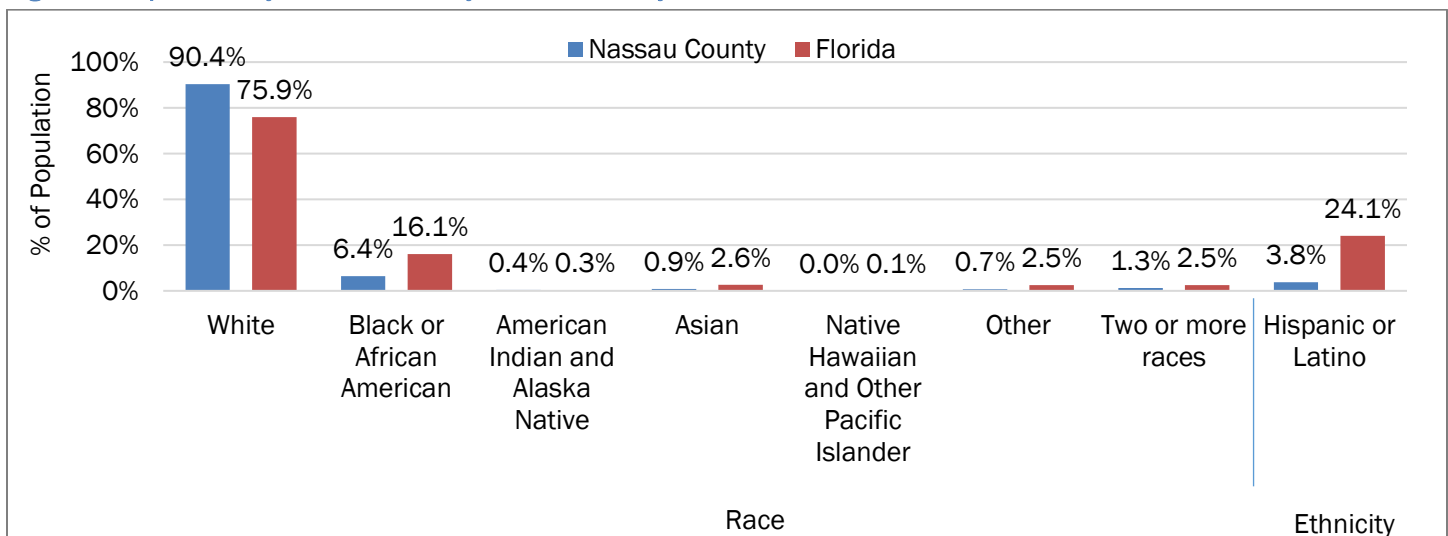 Nassau County Florida
% of Population
100%
80%
60%
40%
20%
0%
90.4% 75.9%
6.4% 16.1%
0.4% 0.3%
0.9% 2.6%
0.0% 0.1%
0.7% 2.5%
1.3% 2.5%
3.8% 24.1%
White
Black or
African
American
American
Indian and
Alaska
Native
Asian
Native
Hawaiian
and Other
Pacific
Islander
Other
Two or more
races
Hispanic or
Latino
Race
Ethnicity